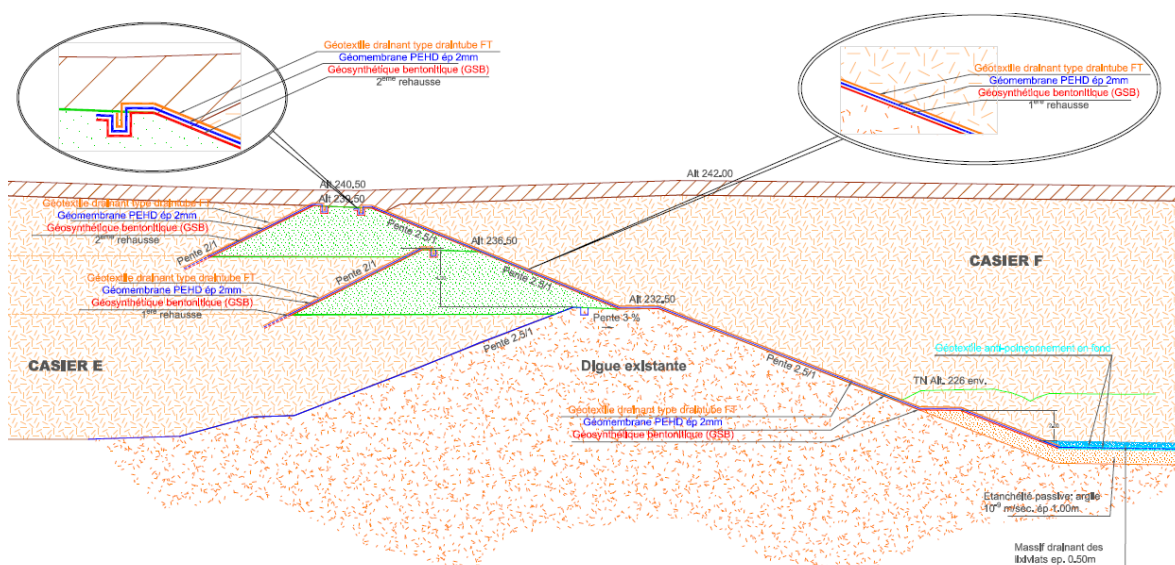 Géotextile drainant type draintube FT
Géomembrane PEHD ép 2mm
Géosynthétique bentonitique (GSB)
2ème rehausse
Géotextile drainant type draintube FT
Géomembrane PEHD ép 2mm
Géosynthétique bentonitique (GSB)
1ère rehausse
Alt 240.50
Alt 239.50
Alt 242.00
Géotextile drainant type draintube FT
Géomembrane PEHD ép 2mm
Géosynthétique bentonitique (GSB)
2ème rehausse
Pente 2/1
Pente 2.5/1
Alt 236.50
CASIER F
Géotextile drainant type draintube FT
Géomembrane PEHD ép 2mm
Géosynthétique bentonitique (GSB)
1ère rehausse
Pente 2/1
Pente 2.5/1
Alt 232.50
Pente 3 %
Pente 2.5/1
CASIER E
Digue existante
Pente 2.5/1
Géotextile anti-poinçonnement en fond
TN Alt. 226 env.
Géotextile drainant type draintube FT
Géomembrane PEHD ép 2mm
Géosynthétique bentonitique (GSB)
Etanchéité passive: argile
10-9 m/sec. ép 1.00m
Massif drainant des
lixiviats ep. 0.50m